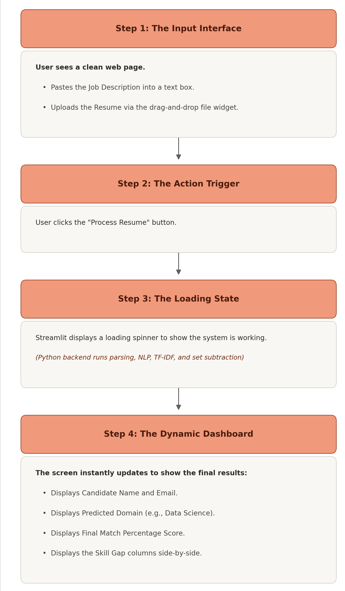 Step 1: The Input Interface
User sees a clean web page.
• Pastes the Job Description into a text box.
• Uploads the Resume via the drag-and-drop file widget.
Step 2: The Action Trigger
User clicks the "Process Resume" button.
Step 3: The Loading State
Streamlit displays a loading spinner to show the system is working.
(Python backend runs parsing, NLP, TF-IDF, and set subtraction)
Step 4: The Dynamic Dashboard
The screen instantly updates to show the final results:
• Displays Candidate Name and Email.
• Displays Predicted Domain (e.g., Data Science).
• Displays Final Match Percentage Score.
• Displays the Skill Gap columns side-by-side.